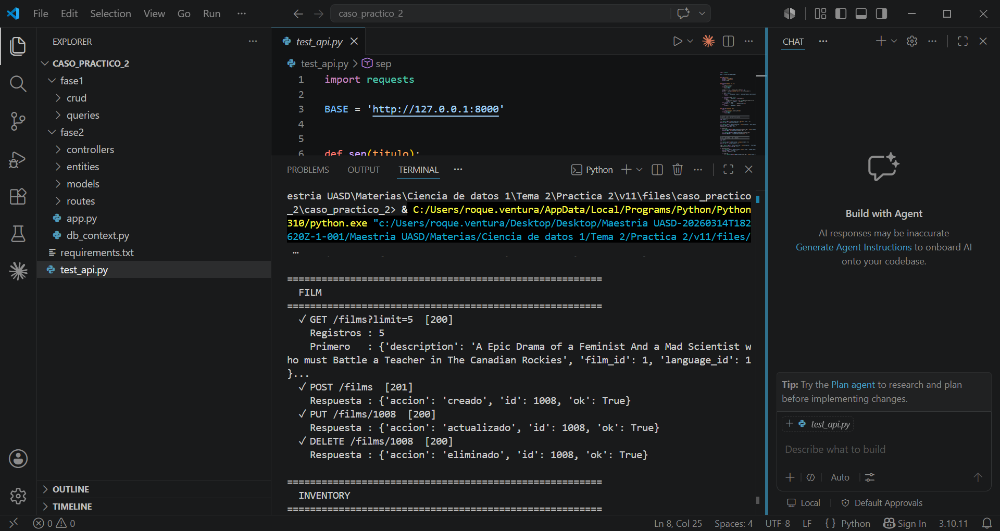 File Edit Selection View Go Run ···
caso_practico_2
EXPLORER
CASO_PRACTICO_2
fase1
crud
queries
fase2
controllers
entities
models
routes
app.py
db_context.py
requirements.txt
test_api.py
OUTLINE
TIMELINE
test_api.py
test_api.py > sep
1 import requests
2
3 BASE = 'http://127.0.0.1:8000'
4
5
6 def sep(titulo):
PROBLEMS OUTPUT TERMINAL ···
Python
estria UASD\Materias\Ciencia de datos 1\Tema 2\Practica 2\v11\files\caso_practico
_2\caso_practico_2> & C:/Users/roque.ventura/AppData/Local/Programs/Python/Python
310/python.exe "c:/Users/roque.ventura/Desktop/Desktop/Maestria UASD-20260314T182
620Z-1-001/Maestria UASD/Materias/Ciencia de datos 1/Tema 2/Practica 2/v11/files/
…
=======================================================
FILM
=======================================================
✓ GET /films?limit=5 [200]
Registros : 5
Primero : {'description': 'A Epic Drama of a Feminist And a Mad Scientist w
ho must Battle a Teacher in The Canadian Rockies', 'film_id': 1, 'language_id': 1
}...
✓ POST /films [201]
Respuesta : {'accion': 'creado', 'id': 1008, 'ok': True}
✓ PUT /films/1008 [200]
Respuesta : {'accion': 'actualizado', 'id': 1008, 'ok': True}
✓ DELETE /films/1008 [200]
Respuesta : {'accion': 'eliminado', 'id': 1008, 'ok': True}
=======================================================
INVENTORY
=======================================================
CHAT
Build with Agent
AI responses may be inaccurate
Generate Agent Instructions to onboard AI
onto your codebase.
Tip: Try the Plan agent to research and plan
before implementing changes.
test_api.py
Describe what to build
Auto
Local
Default Approvals
0 0
Ln 8, Col 25 Spaces: 4 UTF-8 LF { } Python Sign In 3.10.11